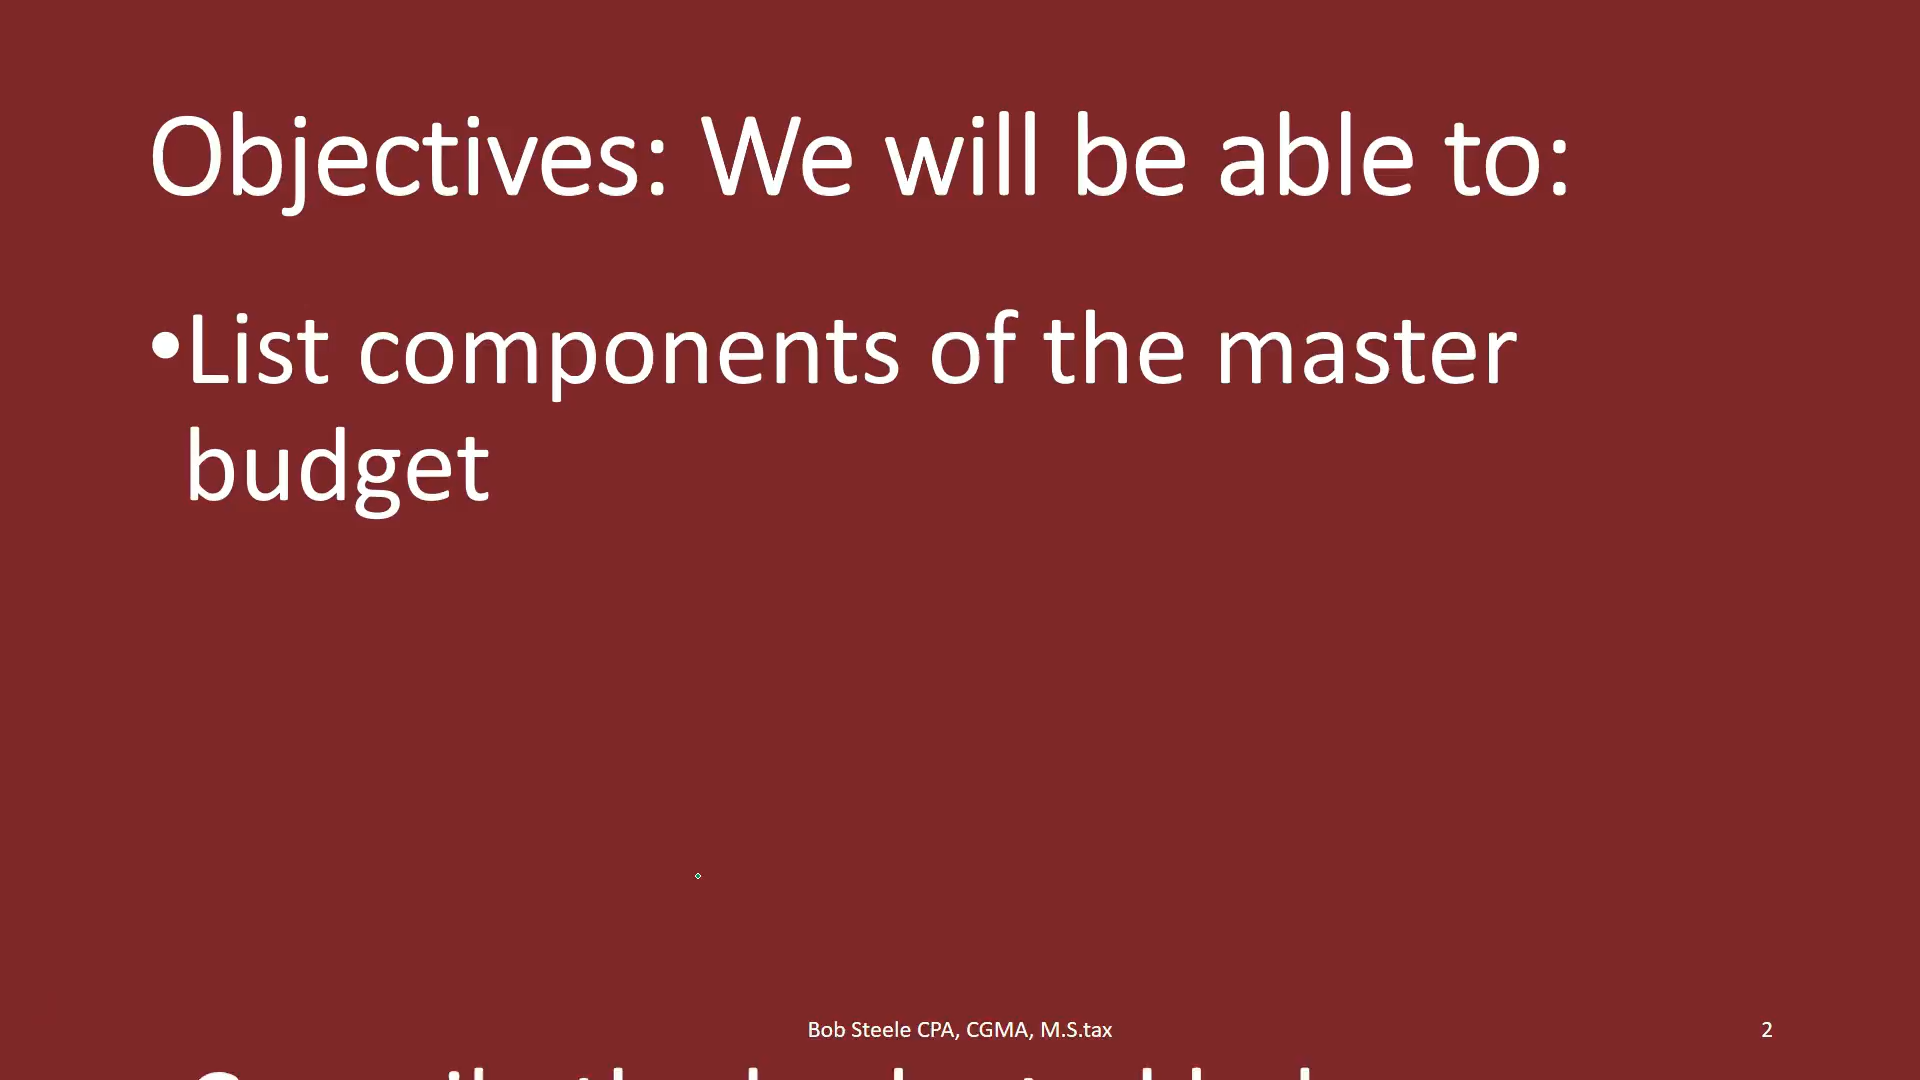 Objectives: We will be able to:
•List components of the master
budget
Bob Steele CPA, CGMA, M.S.tax
2